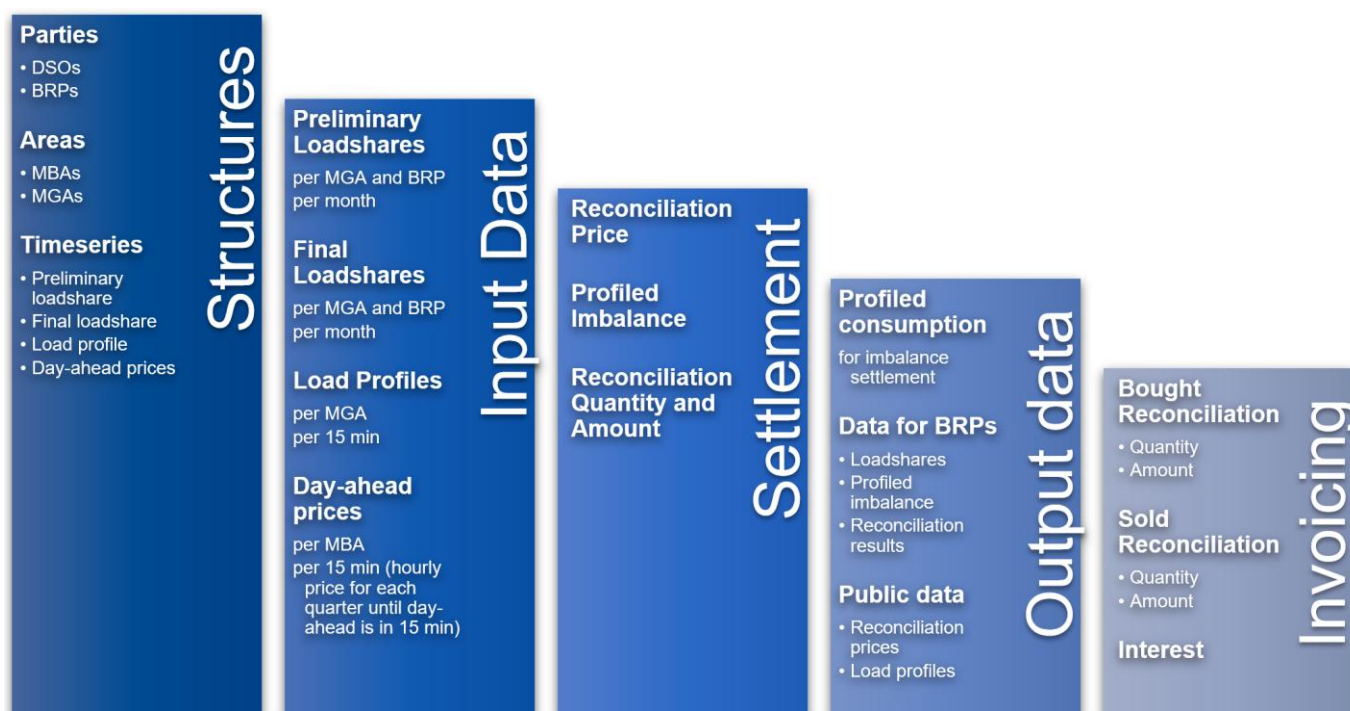 Structures
Parties
• DSOs
• BRPs
Areas
• MBAs
• MGAs
Timeseries
• Preliminary
loadshare
• Final loadshare
• Load profile
• Day-ahead prices
Input Data
Preliminary
Loadshares
per MGA and BRP
per month
Final
Loadshares
per MGA and BRP
per month
Load Profiles
per MGA
per 15 min
Day-ahead
prices
per MBA
per 15 min (hourly
price for each
quarter until day-
ahead is in 15 min)
Settlement
Reconciliation
Price
Profiled
Imbalance
Reconciliation
Quantity and
Amount
Output data
Profiled
consumption
for imbalance
settlement
Data for BRPs
• Loadshares
• Profiled
imbalance
• Reconciliation
results
Public data
• Reconciliation
prices
• Load profiles
Invoicing
Bought
Reconciliation
• Quantity
• Amount
Sold
Reconciliation
• Quantity
• Amount
Interest